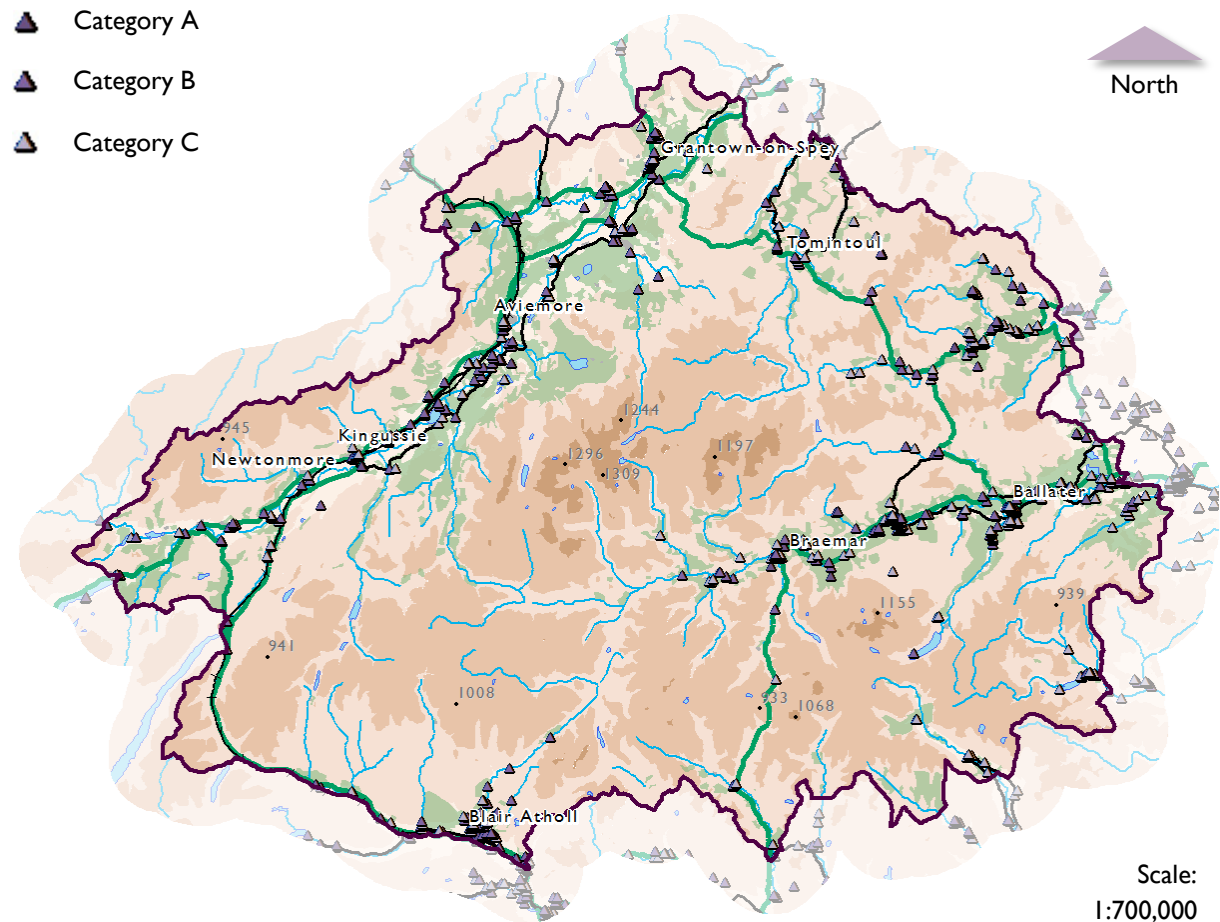 Category A
Category B
Category C
North
Grantown-on-Spey
Tomintoul
Aviemore
1244
945
Kingussie
1296
1197
Newtonmore
1309
Ballater
Braemar
939
1155
941
1008
933
1068
Blair Atholl
Scale:
1:700,000